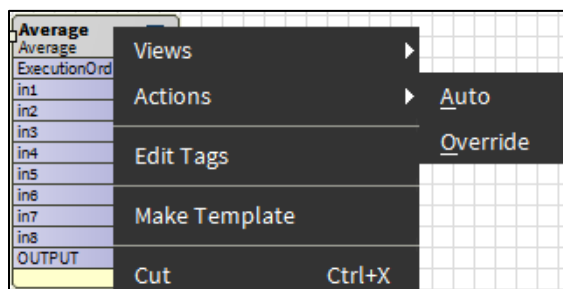 Average
Average
ExecutionOrd
in1
in2
in3
in4
in5
in6
in7
in8
OUTPUT
Views
Actions
Edit Tags
Make Template
Cut Ctrl+X
Auto
Override